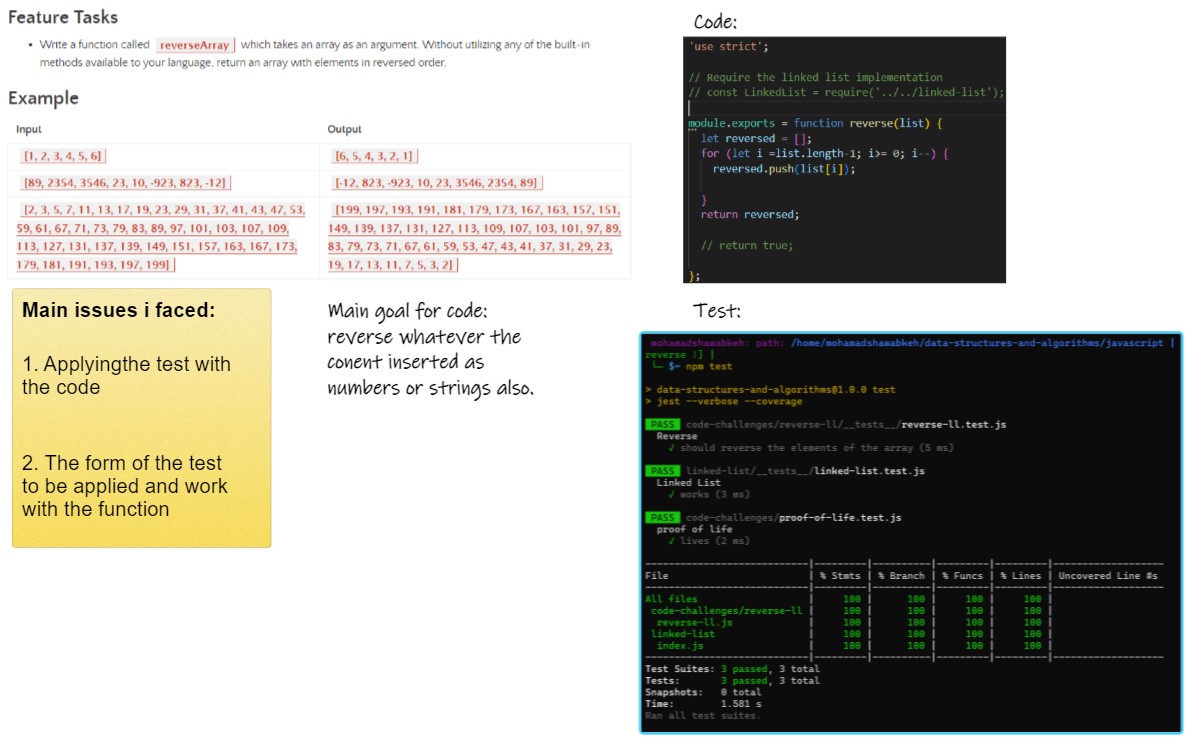 Feature Tasks
• Write a function called reverseArray which takes an array as an argument. Without utilizing any of the built-in
methods available to your language, return an array with elements in reversed order.
Example
Input Output
[1, 2, 3, 4, 5, 6] [6, 5, 4, 3, 2, 1]
[89, 2354, 3546, 23, 10, -923, 823, -12] [-12, 823, -923, 10, 23, 3546, 2354, 89]
[2, 3, 5, 7, 11, 13, 17, 19, 23, 29, 31, 37, 41, 43, 47, 53,
59, 61, 67, 71, 73, 79, 83, 89, 97, 101, 103, 107, 109,
113, 127, 131, 137, 139, 149, 151, 157, 163, 167, 173,
179, 181, 191, 193, 197, 199]
[199, 197, 193, 191, 181, 179, 173, 167, 163, 157, 151,
149, 139, 137, 131, 127, 113, 109, 107, 103, 101, 97, 89,
83, 79, 73, 71, 67, 61, 59, 53, 47, 43, 41, 37, 31, 29, 23,
19, 17, 13, 11, 7, 5, 3, 2]
Main issues i faced:
1. Applyingthe test with
the code
2. The form of the test
to be applied and work
with the function
Main goal for code:
reverse whatever the
conent inserted as
numbers or strings also.
Code:
'use strict';
// Require the linked list implementation
// const LinkedList = require('../../linked-list');
module.exports = function reverse(list) {
let reversed = [];
for (let i =list.length-1; i>= 0; i--) {
reversed.push(list[i]);
}
return reversed;
// return true;
};
Test:
mohamadshamabkeh: path: /home/mohamadshawabkeh/data-structures-and-algorithms/javascript |
reverse !] |
└─ $~ npm test
> data-structures-and-algorithms@1.0.0 test
> jest --verbose --coverage
PASS code-challenges/reverse-ll/__tests__/reverse-ll.test.js
Reverse
√ should reverse the elements of the array (5 ms)
PASS linked-list/__tests__/linked-list.test.js
Linked List
√ works (3 ms)
PASS code-challenges/proof-of-life.test.js
proof of life
√ lives (2 ms)
File | % Stmts | % Branch | % Funcs | % Lines | Uncovered Line #s
All files | 100 | 100 | 100 | 100 |
code-challenges/reverse-ll | 100 | 100 | 100 | 100 |
reverse-ll.js | 100 | 100 | 100 | 100 |
linked-list | 100 | 100 | 100 | 100 |
index.js | 100 | 100 | 100 | 100 |
Test Suites: 3 passed, 3 total
Tests: 3 passed, 3 total
Snapshots: 0 total
Time: 1.581 s
Ran all test suites.